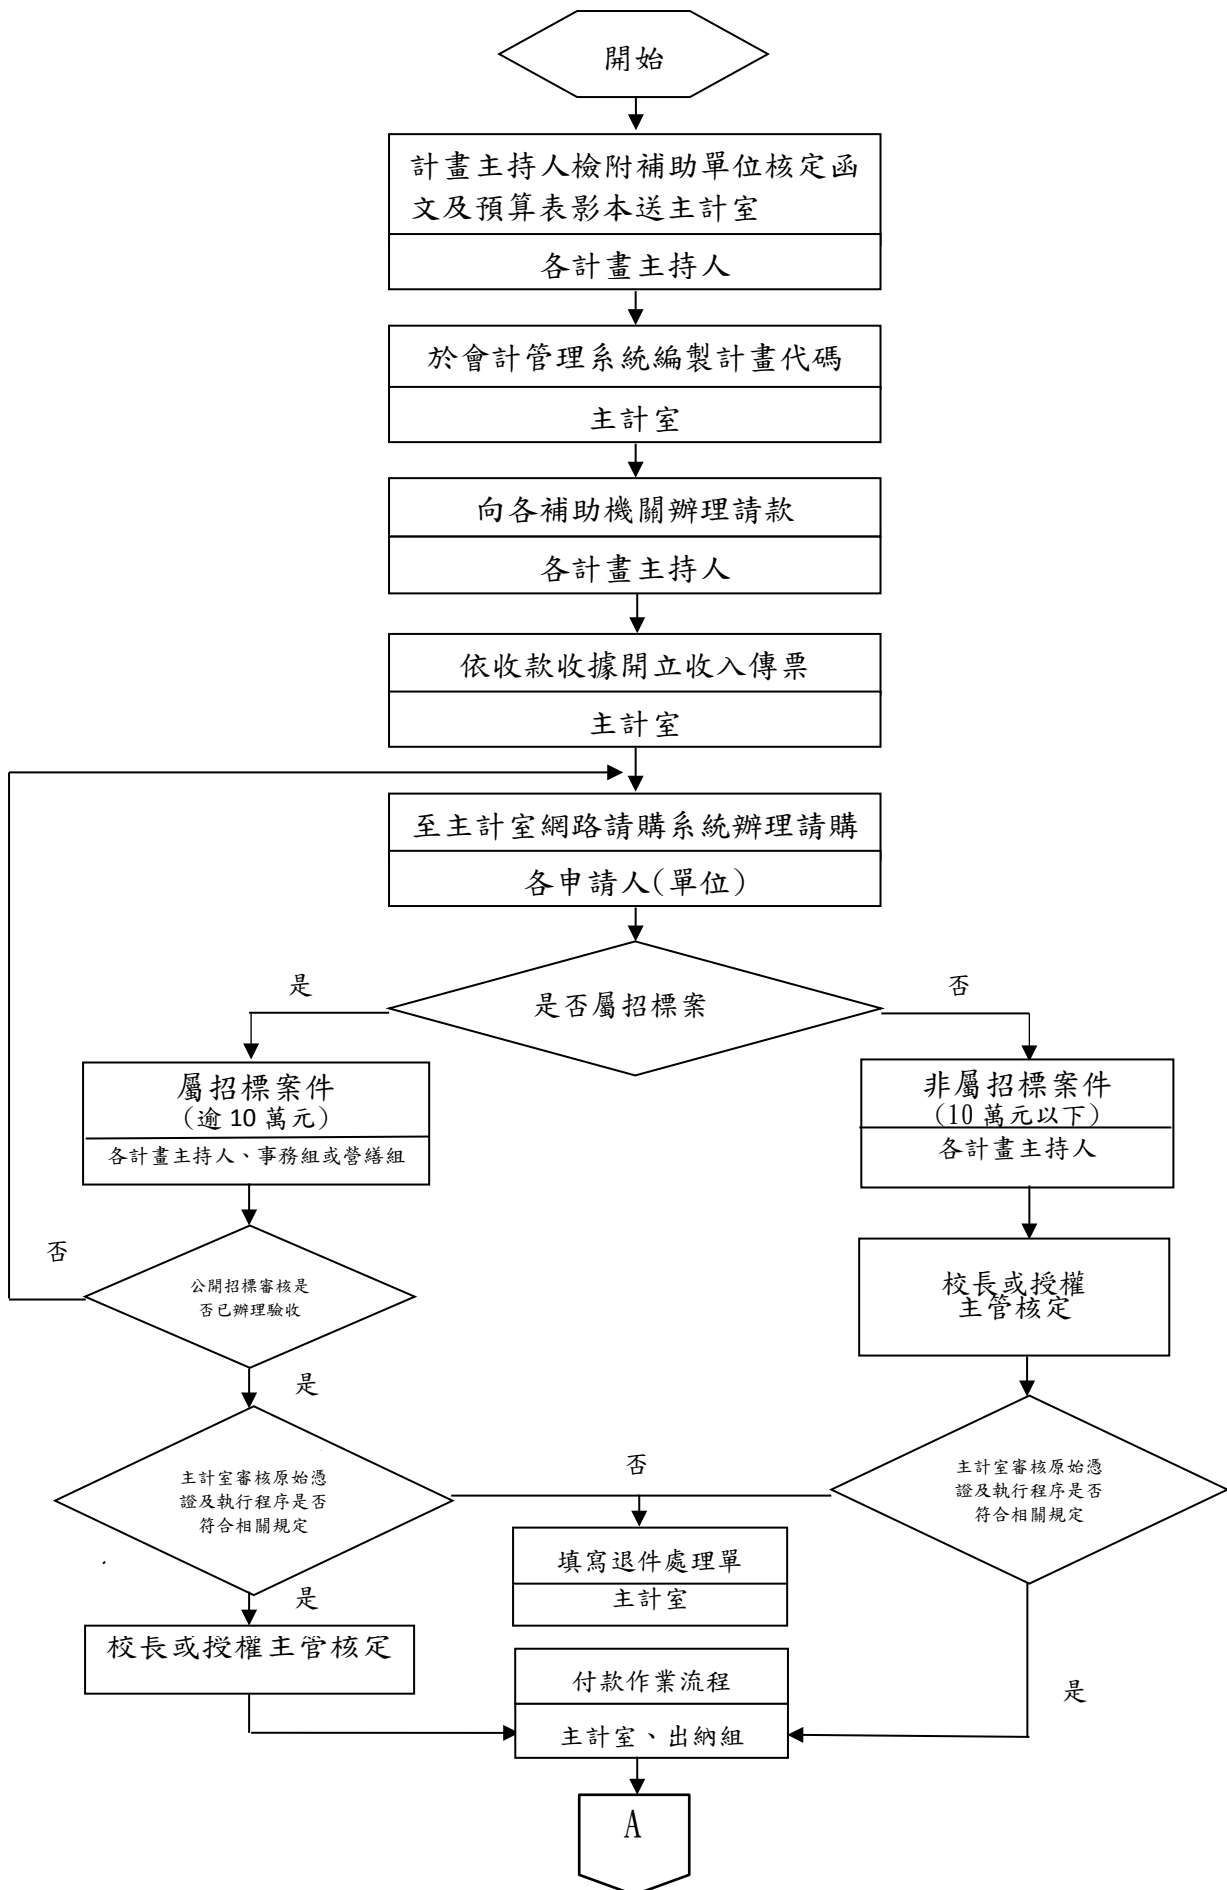 開始
計畫主持人檢附補助單位核定函
文及預算表影本送主計室
各計畫主持人
於會計管理系統編製計畫代碼
主計室
向各補助機關辦理請款
各計畫主持人
依收款收據開立收入傳票
主計室
至主計室網路請購系統辦理請購
各申請人(單位)
是否屬招標案
是
否
屬招標案件
(逾 10 萬元)
各計畫主持人、事務組或營繕組
非屬招標案件
(10 萬元以下)
各計畫主持人
否
公開招標審核是
否已辦理驗收
是
校長或授權
主管核定
主計室審核原始憑
證及執行程序是否
符合相關規定
否
主計室審核原始憑
證及執行程序是否
符合相關規定
填寫退件處理單
主計室
是
校長或授權主管核定
付款作業流程
主計室、出納組
是
A